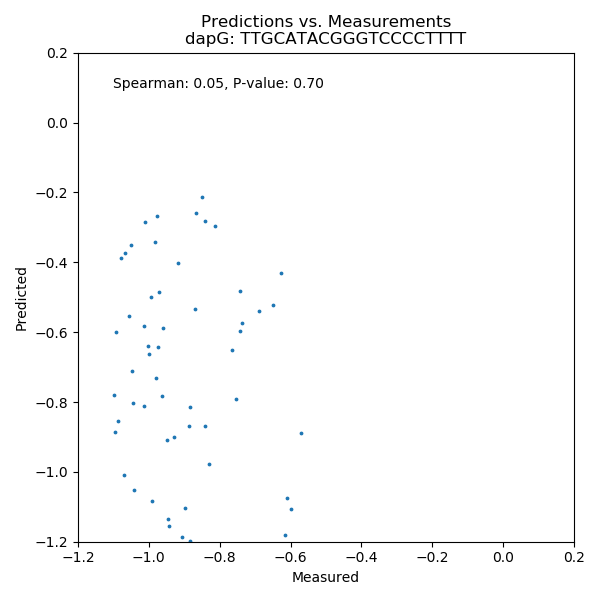 Predictions vs. Measurements
dapG: TTGCATACGGGTCCCCTTTT
Spearman: 0.05, P-value: 0.70
0.2
0.0
−0.2
−0.4
−0.6
−0.8
−1.0
−1.2
Predicted
−1.2 −1.0 −0.8 −0.6 −0.4 −0.2 0.0 0.2
Measured